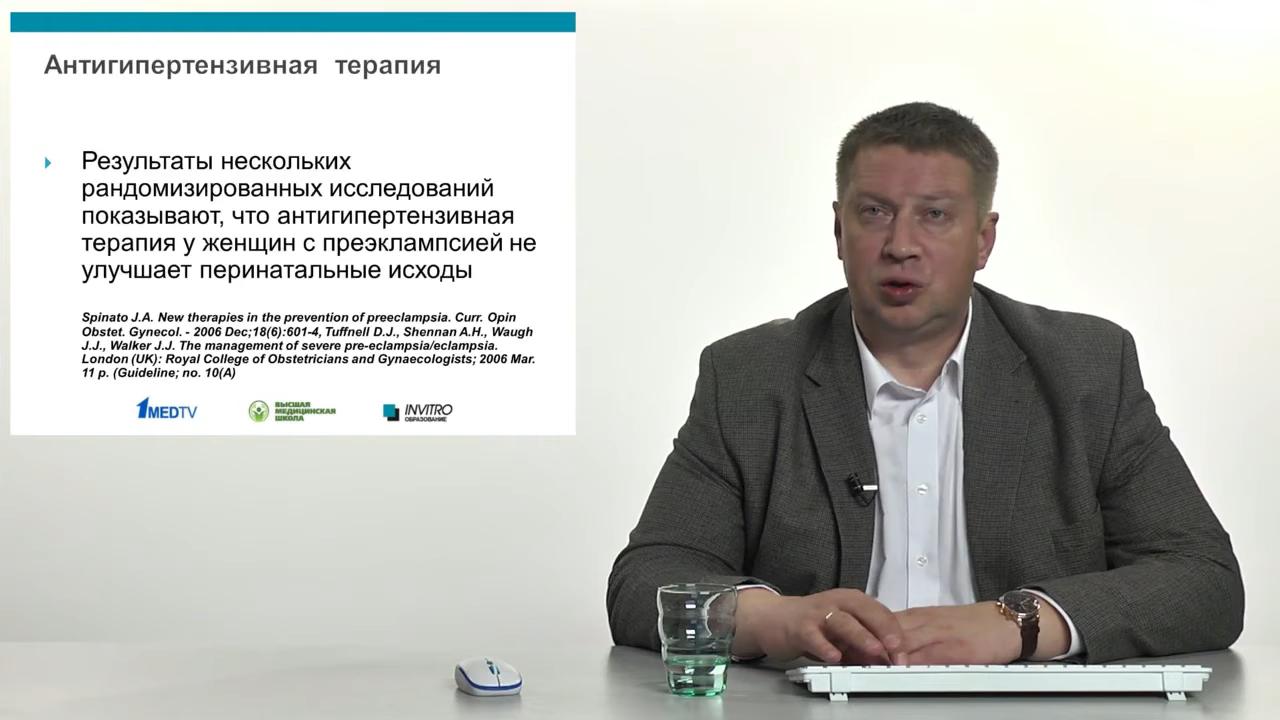 Антигипертензивная терапия
Результаты нескольких
рандомизированных исследований
показывают, что антигипертензивная
терапия у женщин с преэклампсией не
улучшает перинатальные исходы
Spinato J.A. New therapies in the prevention of preeclampsia. Curr. Opin
Obstet. Gynecol. - 2006 Dec;18(6):601-4, Tuffnell D.J., Shennan A.H., Waugh
J.J., Walker J.J. The management of severe pre-eclampsia/eclampsia.
London (UK): Royal College of Obstetricians and Gynaecologists; 2006 Mar.
11 p. (Guideline; no. 10(A)
1MEDTV
ВЫСШАЯ
МЕДИЦИНСКАЯ
ШКОЛА
INVITRO
ОБРАЗОВАНИЕ